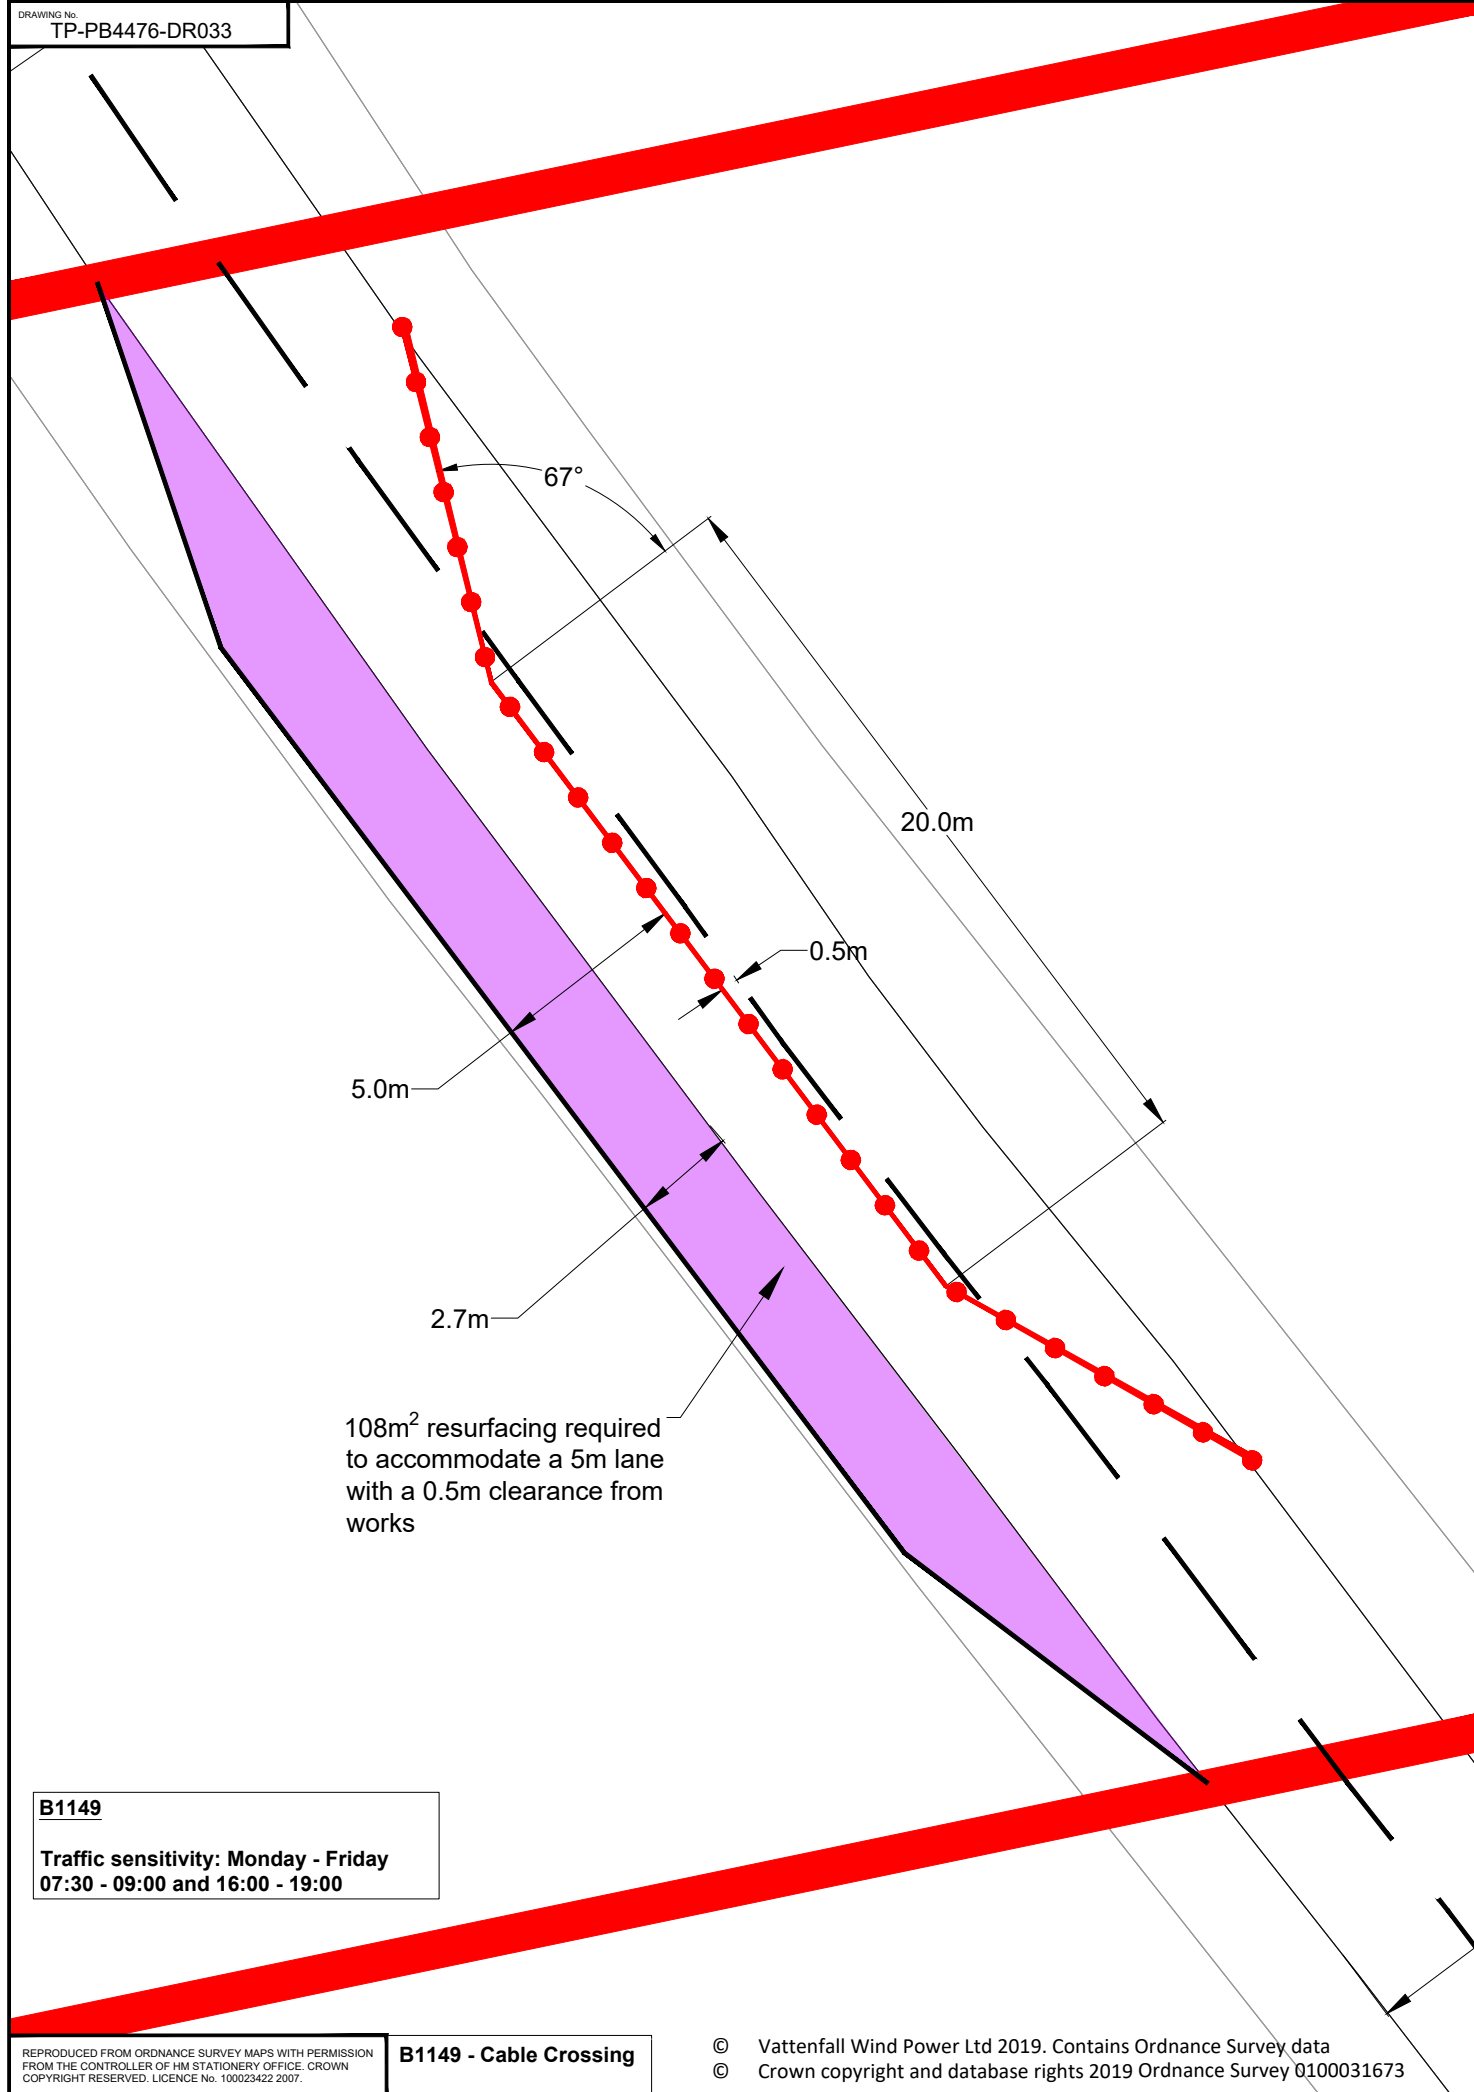 DRAWING No.
TP-PB4476-DR033
67°
20.0m
0.5m
5.0m
2.7m
108m² resurfacing required
to accommodate a 5m lane
with a 0.5m clearance from
works
B1149
Traffic sensitivity: Monday - Friday
07:30 - 09:00 and 16:00 - 19:00
REPRODUCED FROM ORDNANCE SURVEY MAPS WITH PERMISSION
FROM THE CONTROLLER OF HM STATIONERY OFFICE. CROWN
COPYRIGHT RESERVED. LICENCE No. 100023422 2007.
B1149 - Cable Crossing
© Vattenfall Wind Power Ltd 2019. Contains Ordnance Survey data
© Crown copyright and database rights 2019 Ordnance Survey 0100031673